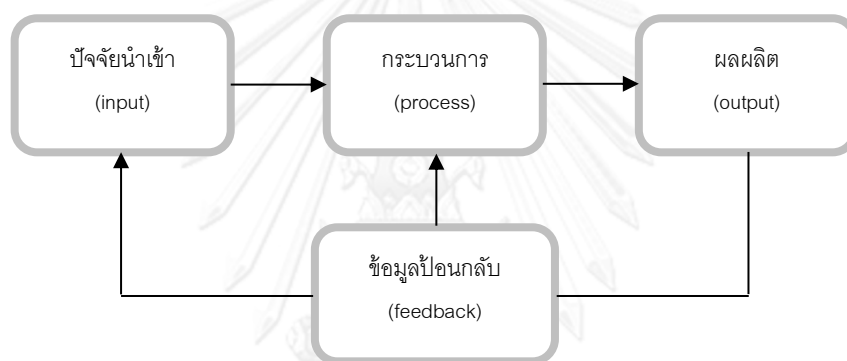 ปัจจัยนำเข้า
(input)
กระบวนการ
(process)
ผลผลิต
(output)
ข้อมูลป้อนกลับ
(feedback)